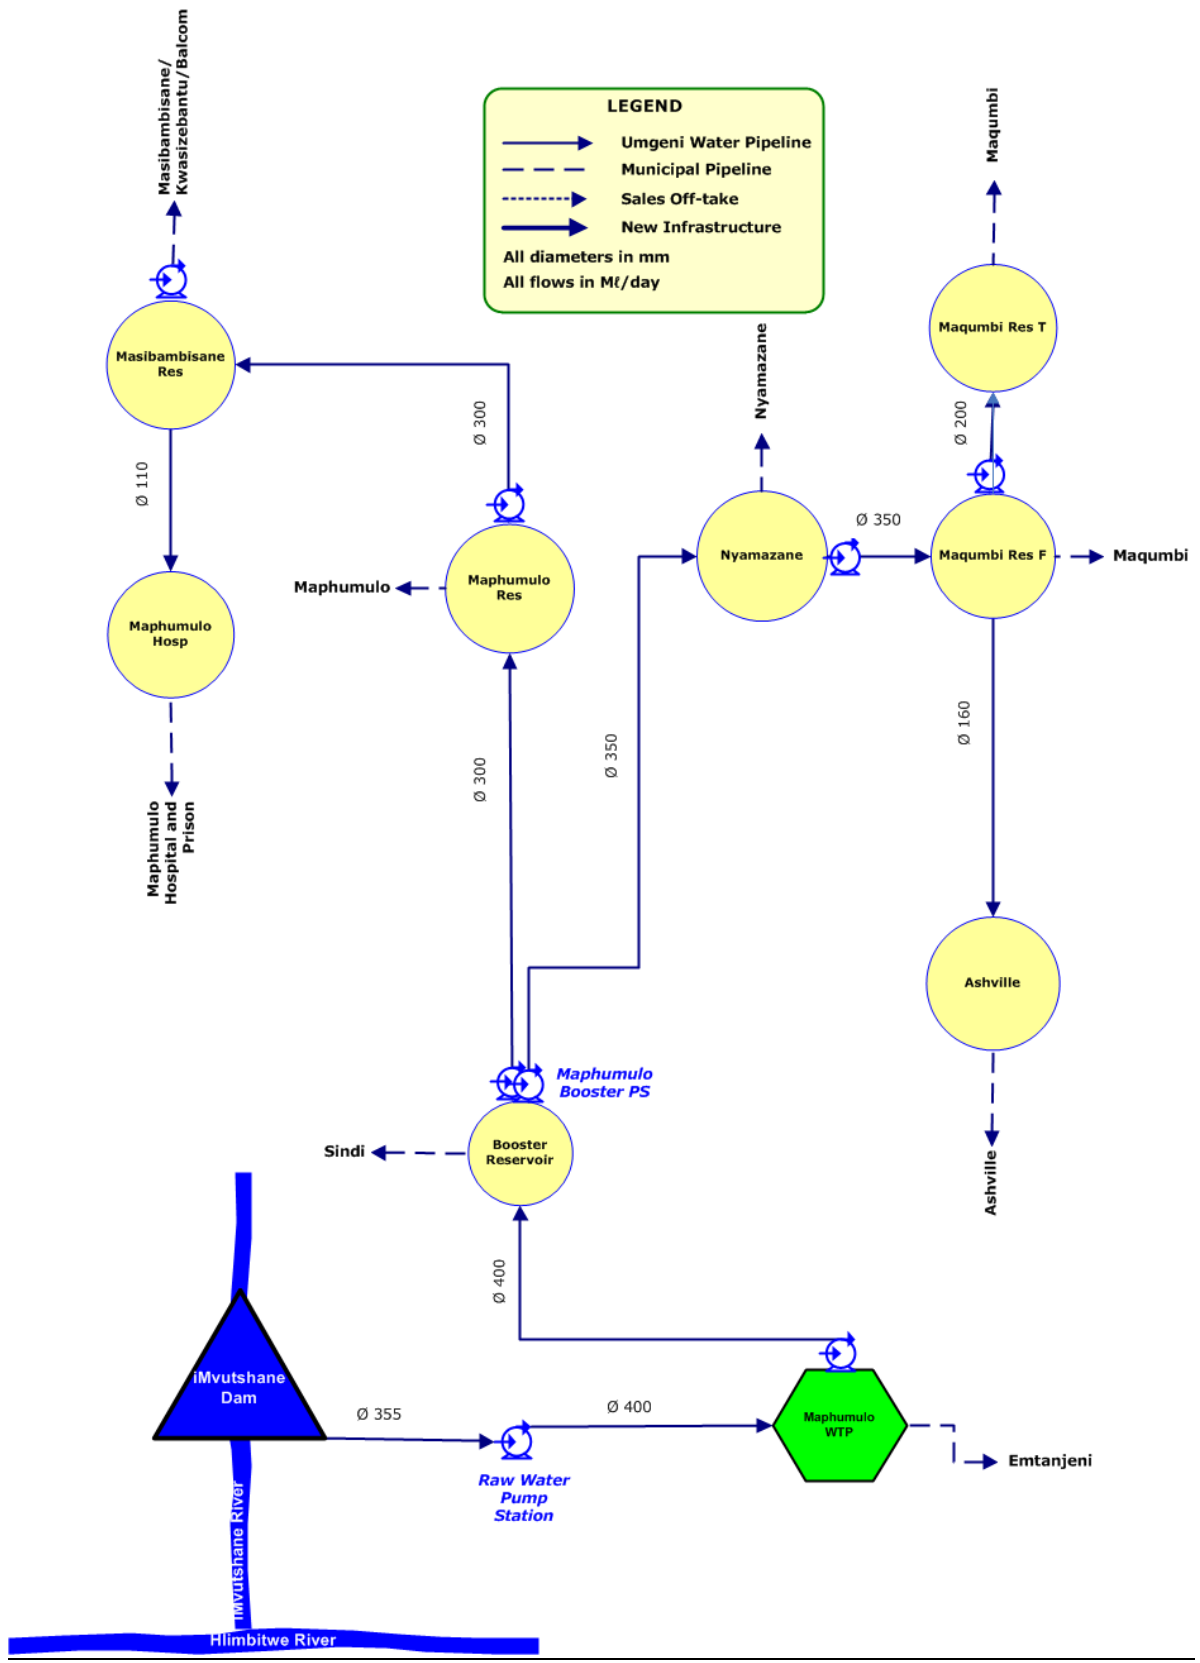 Masibambisane/
Kwasizebantu/Balcom
LEGEND
Umgeni Water Pipeline
Municipal Pipeline
Sales Off-take
New Infrastructure
All diameters in mm
All flows in Mℓ/day
Maqumbi
Maqumbi Res T
Masibambisane
Res
Nyamazane
Ø 300
Ø 200
Ø 110
Ø 350
Nyamazane
Maqumbi Res F
Maqumbi
Maphumulo
Maphumulo
Res
Maphumulo
Hosp
Ø 300
Ø 350
Ø 160
Maphumulo
Hospital and
Prison
Ashville
Maphumulo
Booster PS
Sindi
Booster
Reservoir
Ashville
Ø 400
iMvutshane
Dam
Ø 355
Ø 400
Maphumulo
WTP
Emtanjeni
Raw Water
Pump
Station
iMvutshane River
Hlimbitwe River